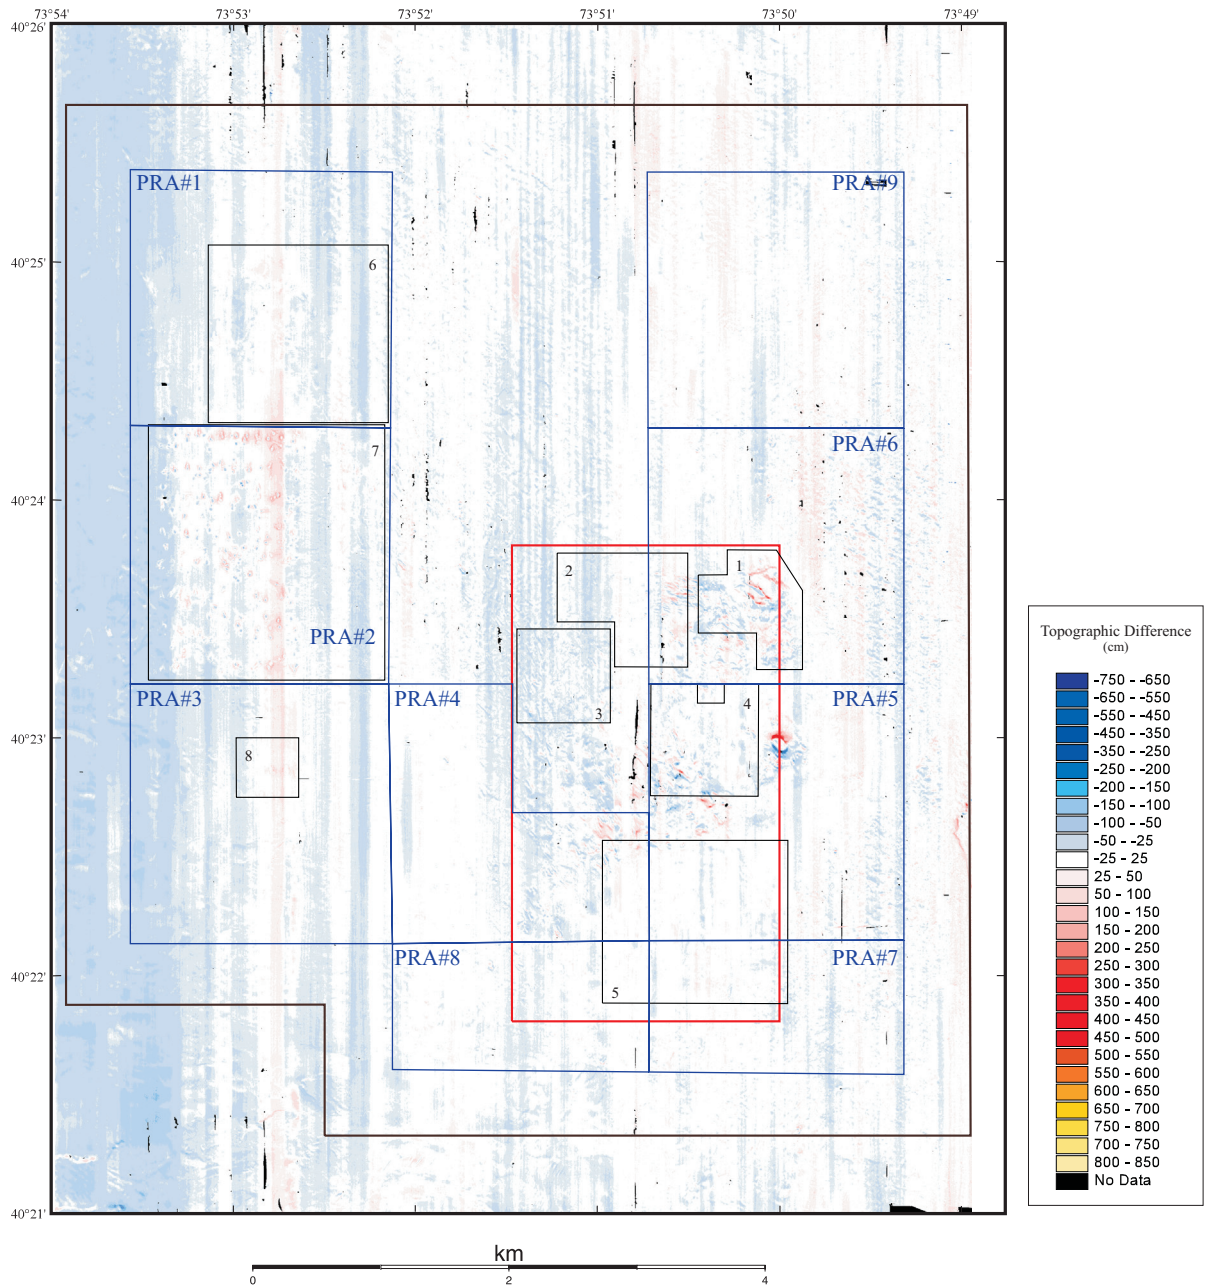 73°54' 73°53' 73°52' 73°51' 73°50' 73°49'
40°26'
PRA#1 PRA#9
40°25' 6
PRA#6
7
40°24'
2 1
PRA#2
PRA#3 PRA#4 4 PRA#5
3
40°23'
8
PRA#8 PRA#7
40°22'
5
40°21'
Topographic Difference
(cm)
-750 - -650
-650 - -550
-550 - -450
-450 - -350
-350 - -250
-250 - -200
-200 - -150
-150 - -100
-100 - -50
-50 - -25
-25 - 25
25 - 50
50 - 100
100 - 150
150 - 200
200 - 250
250 - 300
300 - 350
350 - 400
400 - 450
450 - 500
500 - 550
550 - 600
600 - 650
650 - 700
750 - 800
700 - 750
800 - 850
No Data
km
0 2 4